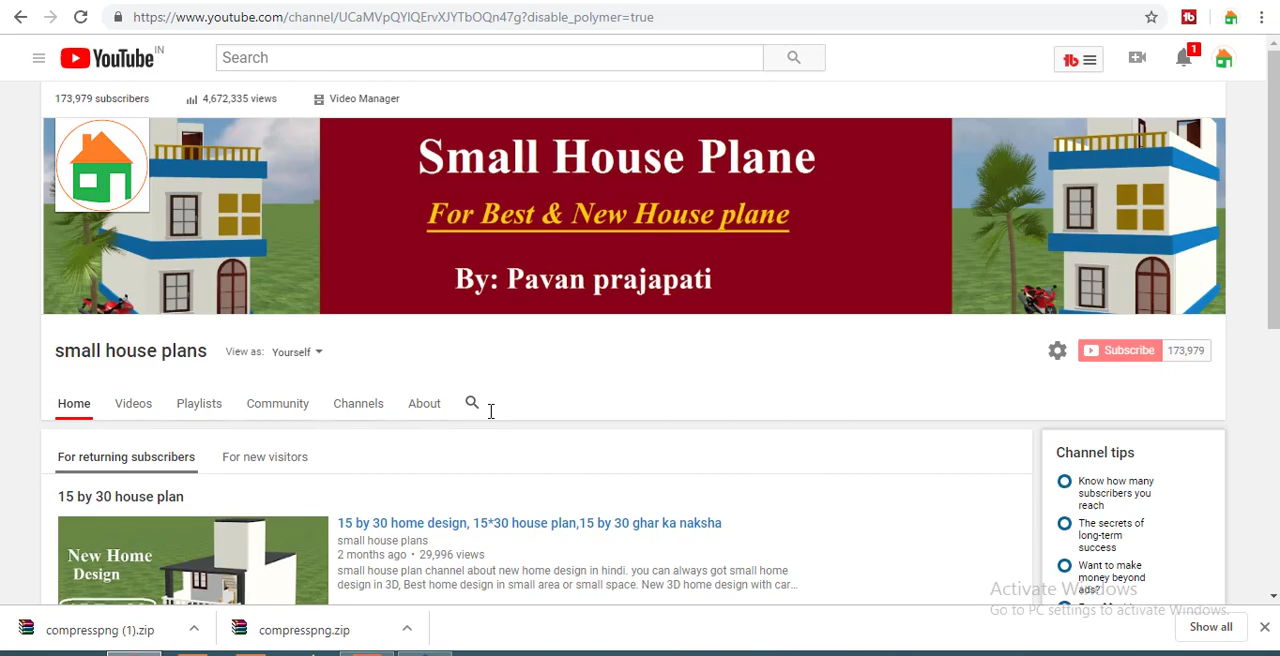 https://www.youtube.com/channel/UCaMVpQYlQErvXJYTbOQn47g?disable_polymer=true
YouTube IN
Search
1
173,979 subscribers
4,672,335 views
Video Manager
Small House Plane
For Best & New House plane
By: Pavan prajapati
small house plans
View as: Yourself
Subscribe 173,979
Home
Videos
Playlists
Community
Channels
About
For returning subscribers
For new visitors
15 by 30 house plan
New Home
Design
15 by 30 home design, 15*30 house plan,15 by 30 ghar ka naksha
small house plans
2 months ago • 29,996 views
small house plan channel about new home design in hindi. you can always got small home
design in 3D, Best home design in small area or small space. New 3D home design with car...
Channel tips
Know how many
subscribers you
reach
The secrets of
long-term
success
Want to make
money beyond
ads?
Activate Windows
Go to PC settings to activate Windows.
compresspng (1).zip
compresspng.zip
Show all